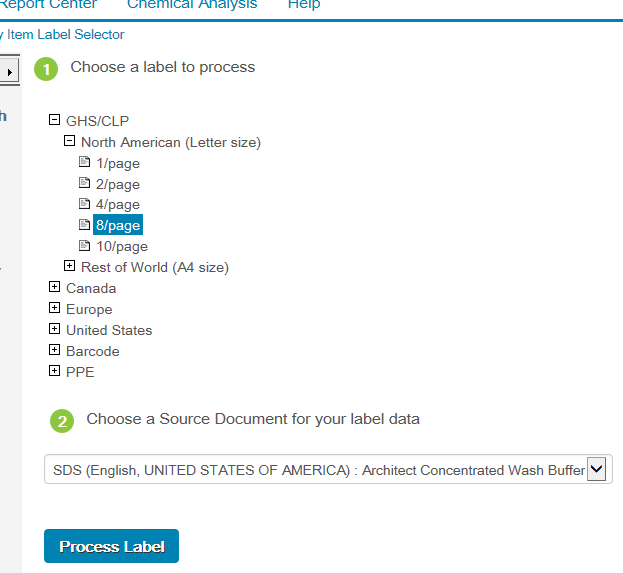 Report Center Chemical Analysis Help
y Item Label Selector
1 Choose a label to process
h
GHS/CLP
North American (Letter size)
1/page
2/page
4/page
8/page
10/page
Rest of World (A4 size)
Canada
Europe
United States
Barcode
PPE
2 Choose a Source Document for your label data
SDS (English, UNITED STATES OF AMERICA) : Architect Concentrated Wash Buffer
Process Label